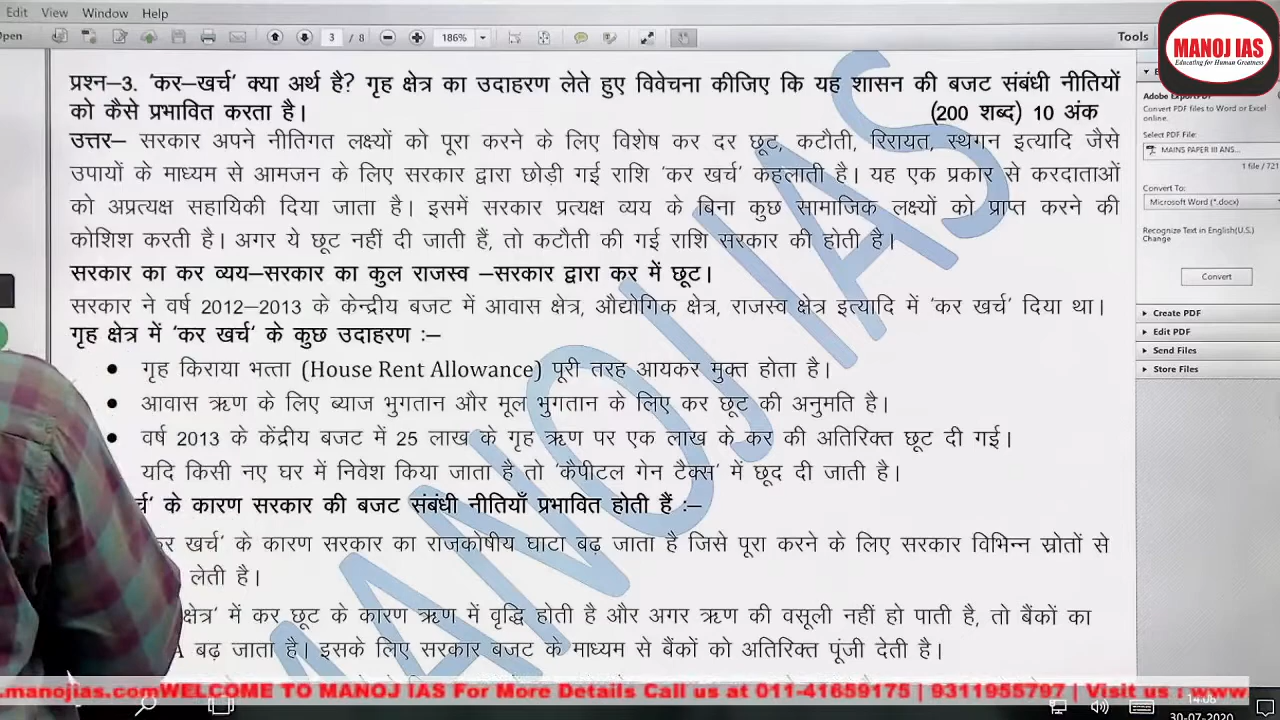 Edit View Window Help
Open 3 / 8 186% Tools
MANOJ IAS
Educating for Human Greatness
प्रश्न–3. 'कर–खर्च' क्या अर्थ है? गृह क्षेत्र का उदाहरण लेते हुए विवेचना कीजिए कि यह शासन की बजट संबंधी नीतियों
को कैसे प्रभावित करता है। (200 शब्द) 10 अंक
उत्तर– सरकार अपने नीतिगत लक्ष्यों को पूरा करने के लिए विशेष कर दर छूट, कटौती, रिरायत, स्थगन इत्यादि जैसे
उपायों के माध्यम से आमजन के लिए सरकार द्वारा छोड़ी गई राशि 'कर खर्च' कहलाती है। यह एक प्रकार से करदाताओं
को अप्रत्यक्ष सहायिकी दिया जाता है। इसमें सरकार प्रत्यक्ष व्यय के बिना कुछ सामाजिक लक्ष्यों को प्राप्त करने की
कोशिश करती है। अगर ये छूट नहीं दी जाती हैं, तो कटौती की गई राशि सरकार की होती है।
सरकार का कर व्यय–सरकार का कुल राजस्व –सरकार द्वारा कर में छूट।
सरकार ने वर्ष 2012–2013 के केन्द्रीय बजट में आवास क्षेत्र, औद्योगिक क्षेत्र, राजस्व क्षेत्र इत्यादि में 'कर खर्च' दिया था।
गृह क्षेत्र में 'कर खर्च' के कुछ उदाहरण :–
● गृह किराया भत्ता (House Rent Allowance) पूरी तरह आयकर मुक्त होता है।
● आवास ऋण के लिए ब्याज भुगतान और मूल भुगतान के लिए कर छूट की अनुमति है।
● वर्ष 2013 के केंद्रीय बजट में 25 लाख के गृह ऋण पर एक लाख के कर की अतिरिक्त छूट दी गई।
यदि किसी नए घर में निवेश किया जाता है तो 'कैपीटल गेन टैक्स' में छूद दी जाती है।
के कारण सरकार की बजट संबंधी नीतियाँ प्रभावित होती हैं :–
कर खर्च' के कारण सरकार का राजकोषीय घाटा बढ़ जाता है जिसे पूरा करने के लिए सरकार विभिन्न स्रोतों से
लेती है।
क्षेत्र' में कर छूट के कारण ऋण में वृद्धि होती है और अगर ऋण की वसूली नहीं हो पाती है, तो बैंकों का
बढ़ जाता है। इसके लिए सरकार बजट के माध्यम से बैंकों को अतिरिक्त पूंजी देती है।
MANOJ IAS
Convert PDF files to Word or Excel
online.
Select PDF File:
MAINS PAPER III ANS...
1 file / 721
Convert To:
Microsoft Word (*.docx)
Recognize Text in English(U.S.)
Change
Convert
Create PDF
Edit PDF
Send Files
Store Files
.manojias.comWELCOME TO MANOJ IAS For More Details Call us at 011-41659175 | 9311955797 | Visit us : www
14:08
30-07-2020